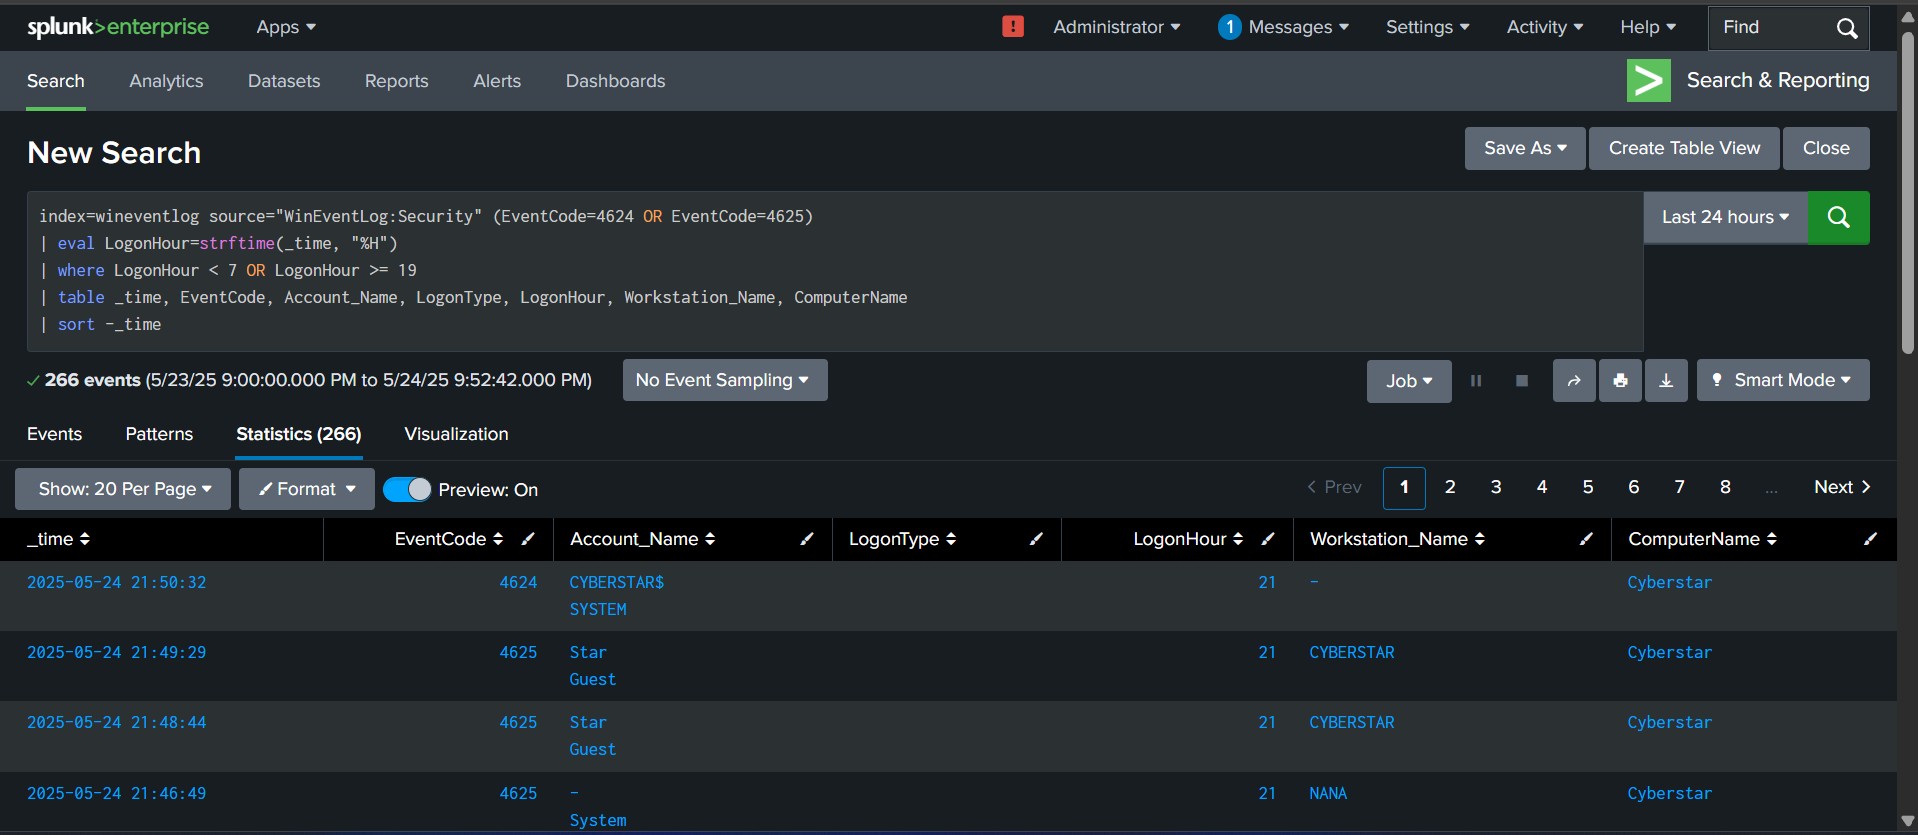 splunk>enterprise Apps Administrator 1 Messages Settings Activity Help Find
Search Analytics Datasets Reports Alerts Dashboards Search & Reporting
New Search Save As Create Table View Close
index=wineventlog source="WinEventLog:Security" (EventCode=4624 OR EventCode=4625)
| eval LogonHour=strftime(_time, "%H")
| where LogonHour < 7 OR LogonHour >= 19
| table _time, EventCode, Account_Name, LogonType, LogonHour, Workstation_Name, ComputerName
| sort -_time
Last 24 hours
266 events (5/23/25 9:00:00.000 PM to 5/24/25 9:52:42.000 PM) No Event Sampling Job Smart Mode
Events Patterns Statistics (266) Visualization
Show: 20 Per Page Format Preview: On < Prev 1 2 3 4 5 6 7 8 ... Next >
_time EventCode Account_Name LogonType LogonHour Workstation_Name ComputerName
2025-05-24 21:50:32 4624 CYBERSTAR$ 21 - Cyberstar
SYSTEM
2025-05-24 21:49:29 4625 Star 21 CYBERSTAR Cyberstar
Guest
2025-05-24 21:48:44 4625 Star 21 CYBERSTAR Cyberstar
Guest
2025-05-24 21:46:49 4625 - 21 NANA Cyberstar
System